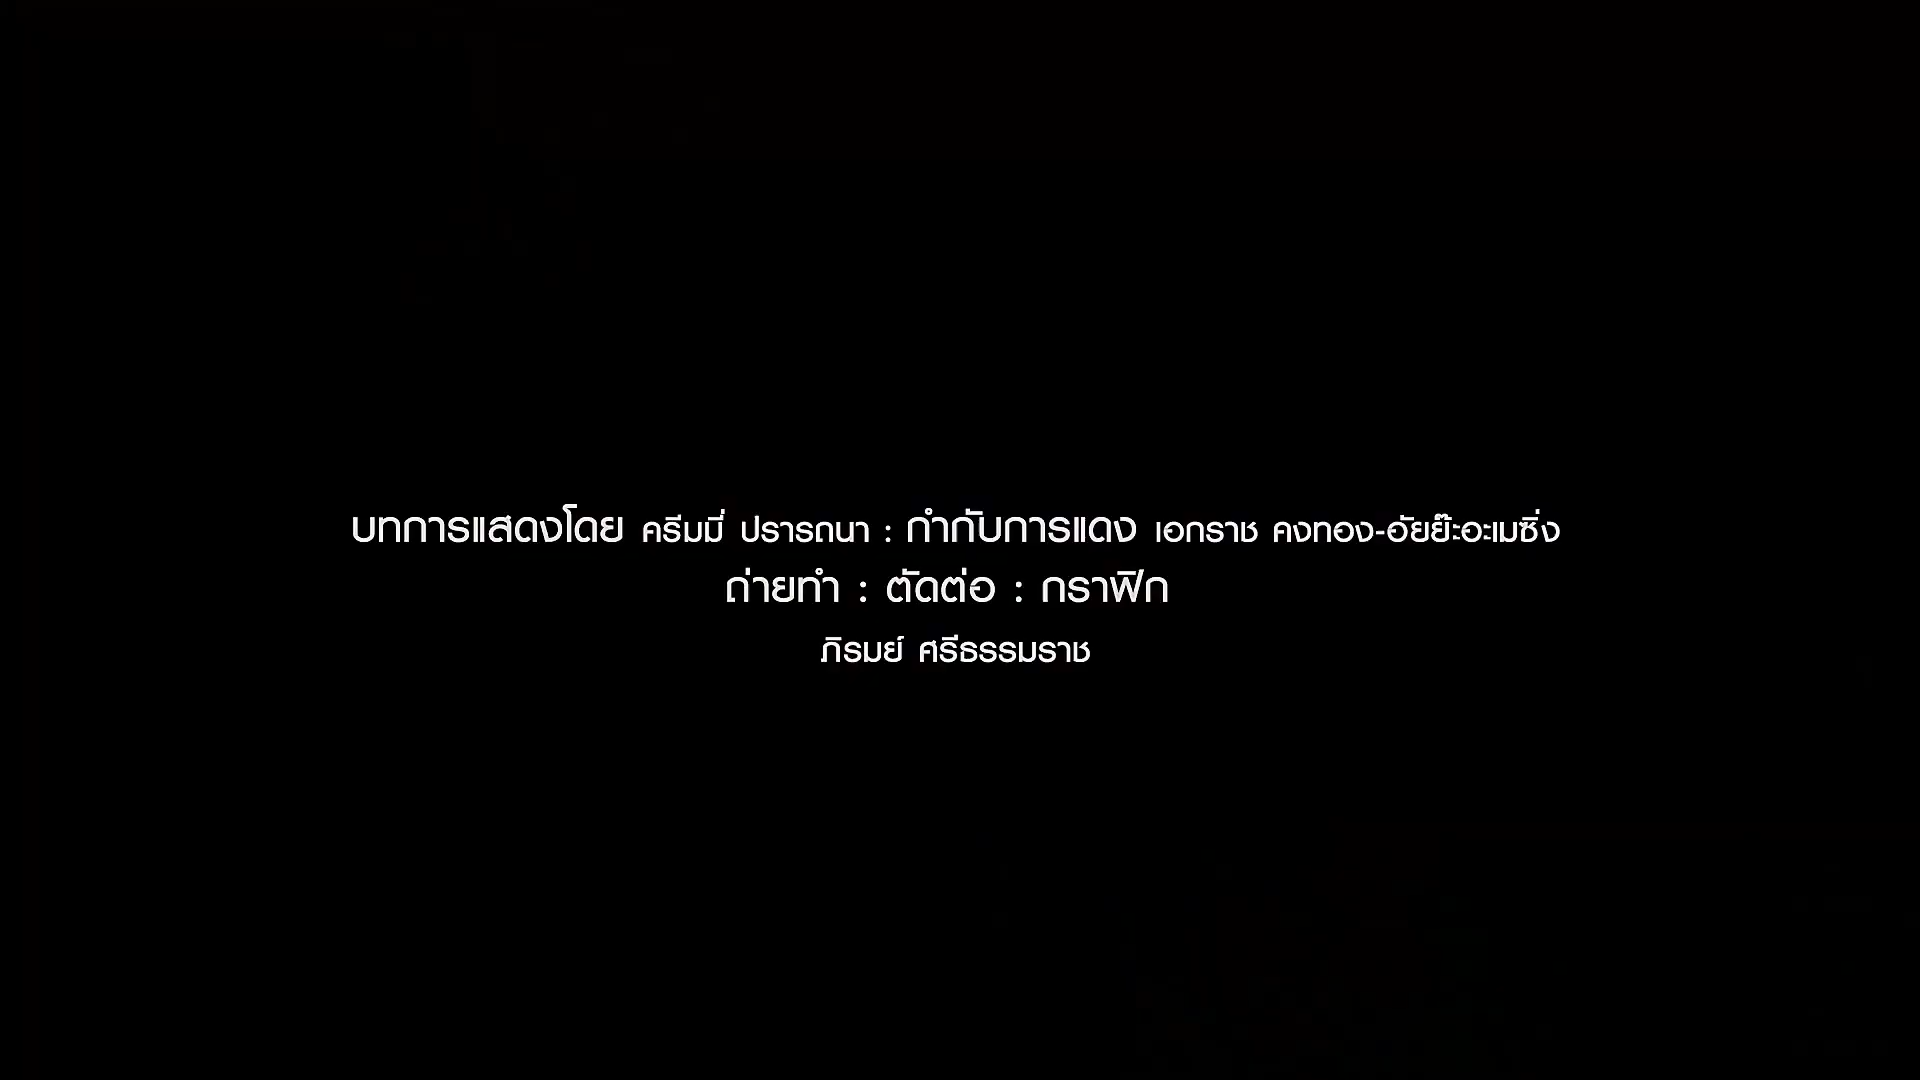 บทการแสดงโดย ครีมมี่ ปรารถนา : กำกับการแดง เอกราช คงทอง-อัยย๊ะอะเมซิ่ง
ถ่ายทำ : ตัดต่อ : กราฟิก
ภิรมย์ ศรีธรรมราช